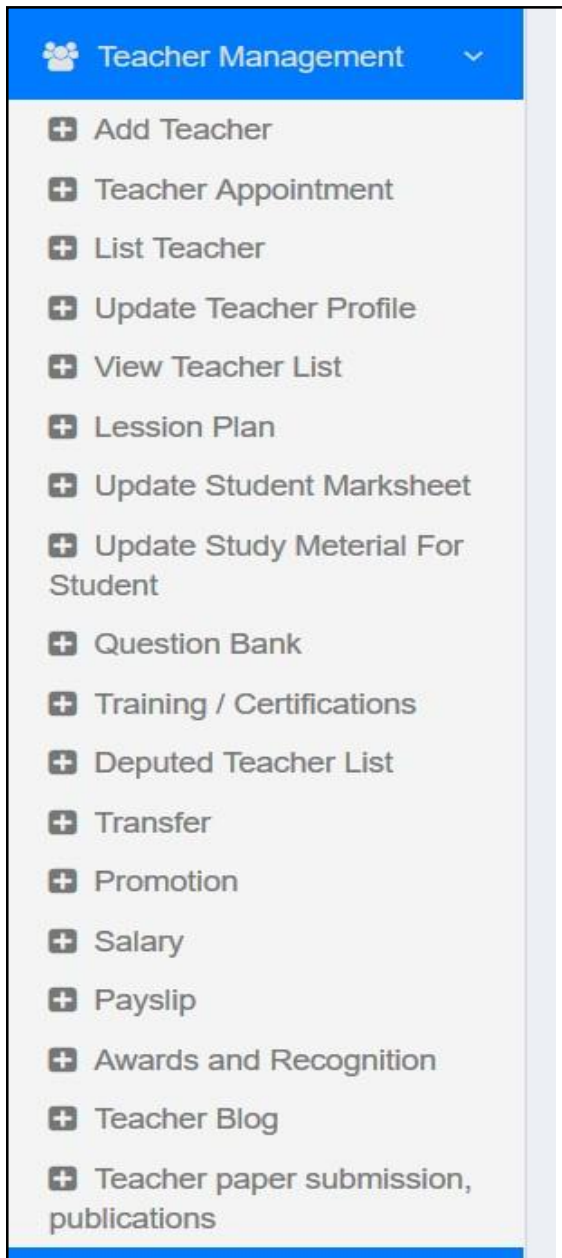 Teacher Management
Add Teacher
Teacher Appointment
List Teacher
Update Teacher Profile
View Teacher List
Lession Plan
Update Student Marksheet
Update Study Meterial For
Student
Question Bank
Training / Certifications
Deputed Teacher List
Transfer
Promotion
Salary
Payslip
Awards and Recognition
Teacher Blog
Teacher paper submission,
publications